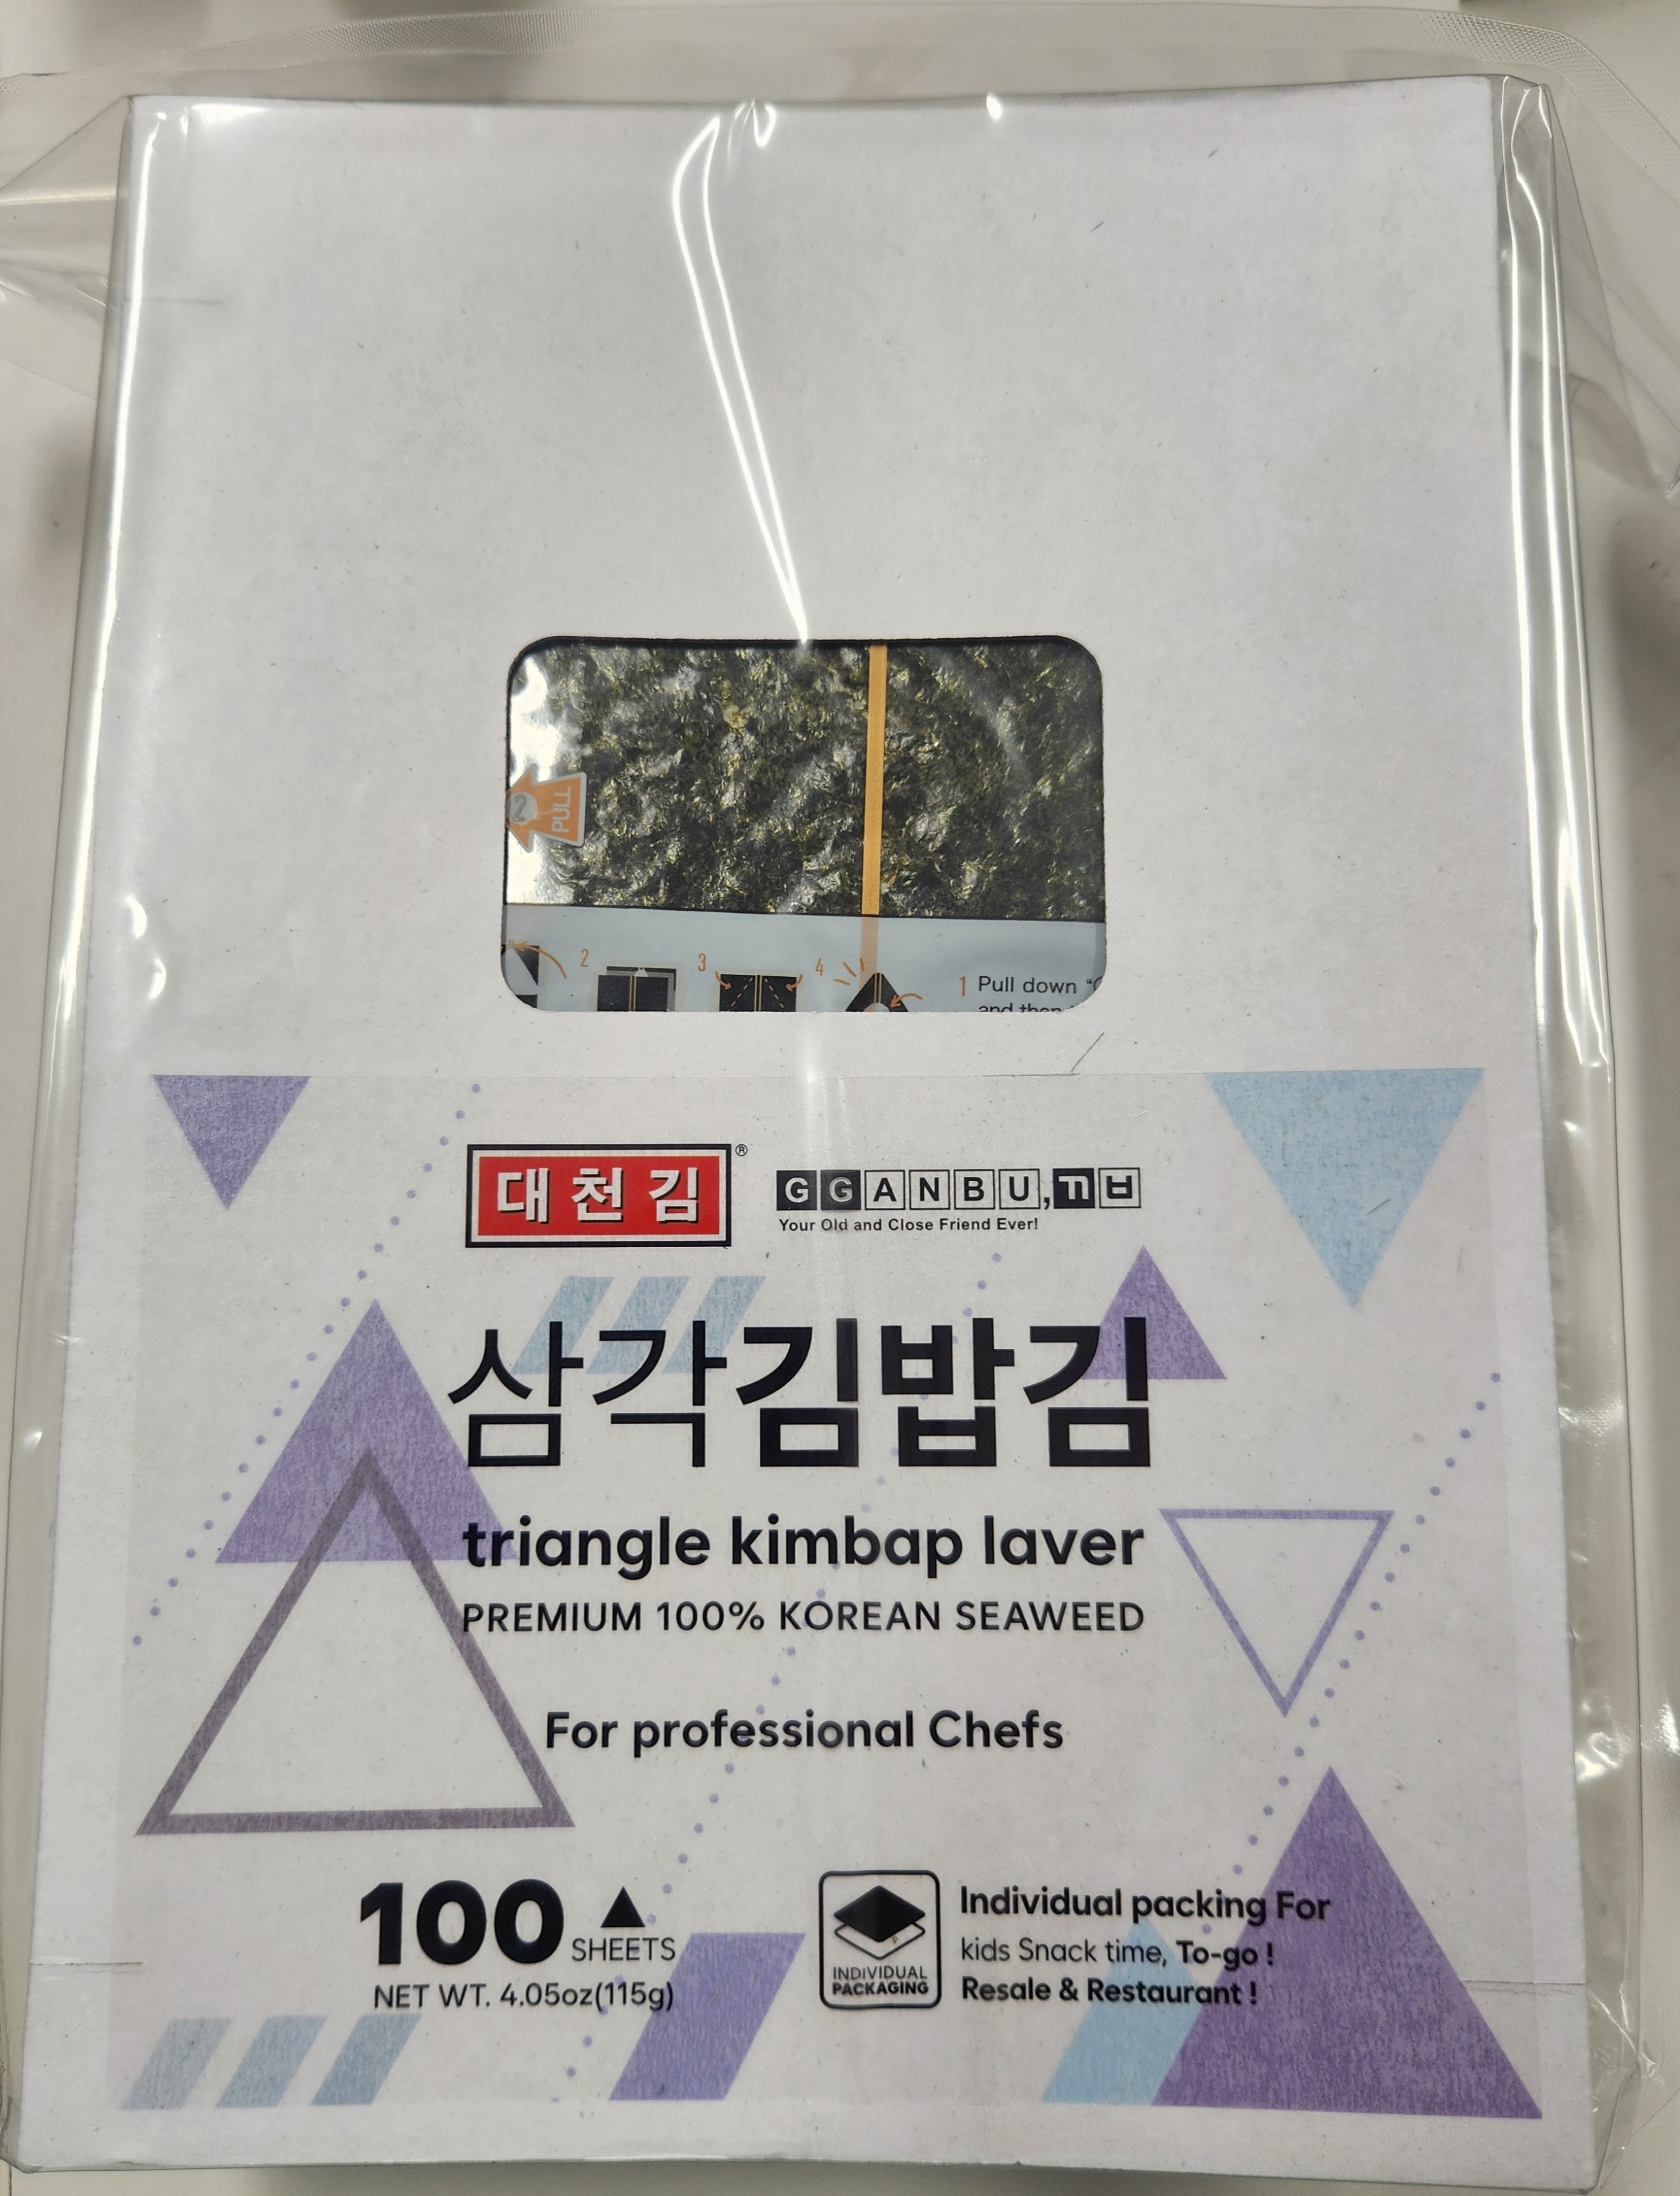 2 PULL
2 3 4 1 Pull down
and then
대천김®
GGANBU,ㄲㅂ
Your Old and Close Friend Ever!
삼각김밥김
triangle kimbap laver
PREMIUM 100% KOREAN SEAWEED
For professional Chefs
100 SHEETS
NET WT. 4.05oz(115g)
INDIVIDUAL
PACKAGING
Individual packing For
kids Snack time, To-go !
Resale & Restaurant !